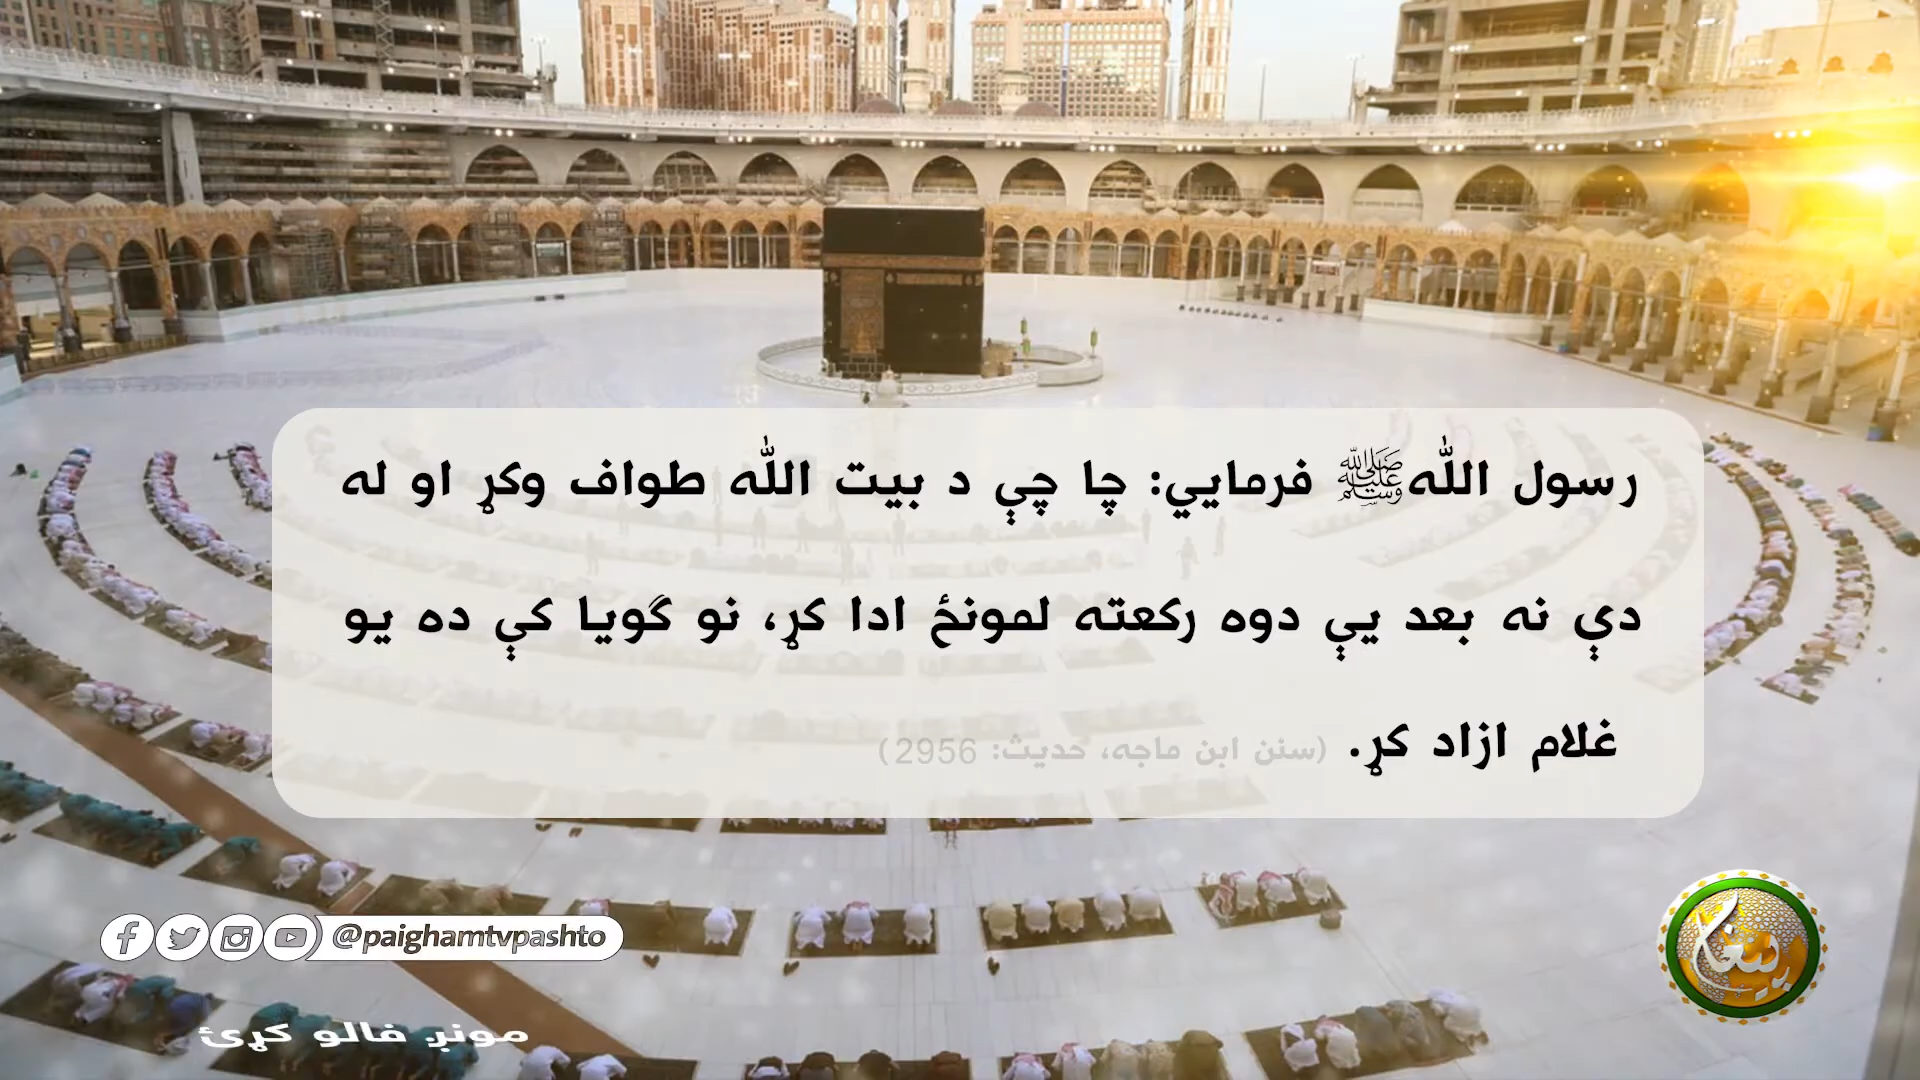 رسول اللهﷺ فرمايي: چا چې د بيت الله طواف وکړ او له
دې نه بعد يې دوه رکعته لمونځ ادا کړ، نو گويا کې ده يو
غلام ازاد کړ. (سنن ابن ماجه، حديث: 2956)
@paighamtvpashto
پیغام
مونږ فالو کړئ